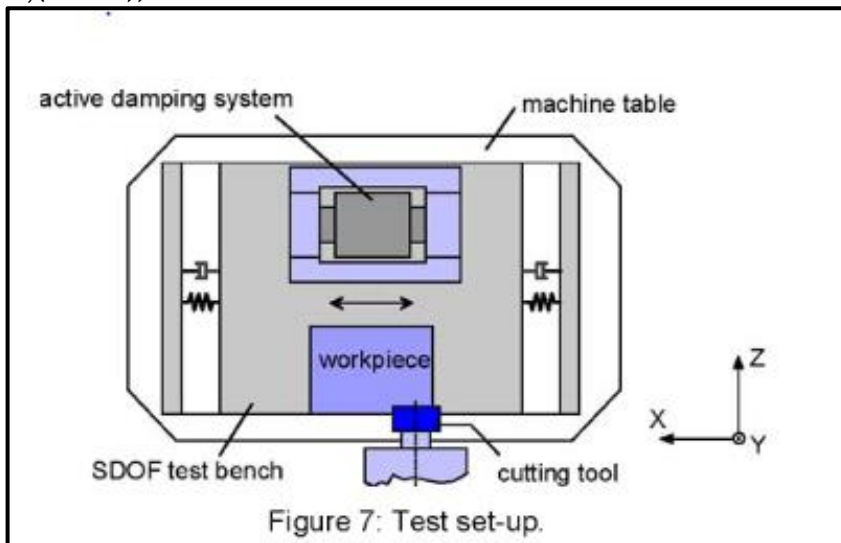 active damping system
machine table
workpiece
Z
X
Y
SDOF test bench
cutting tool
Figure 7: Test set-up.